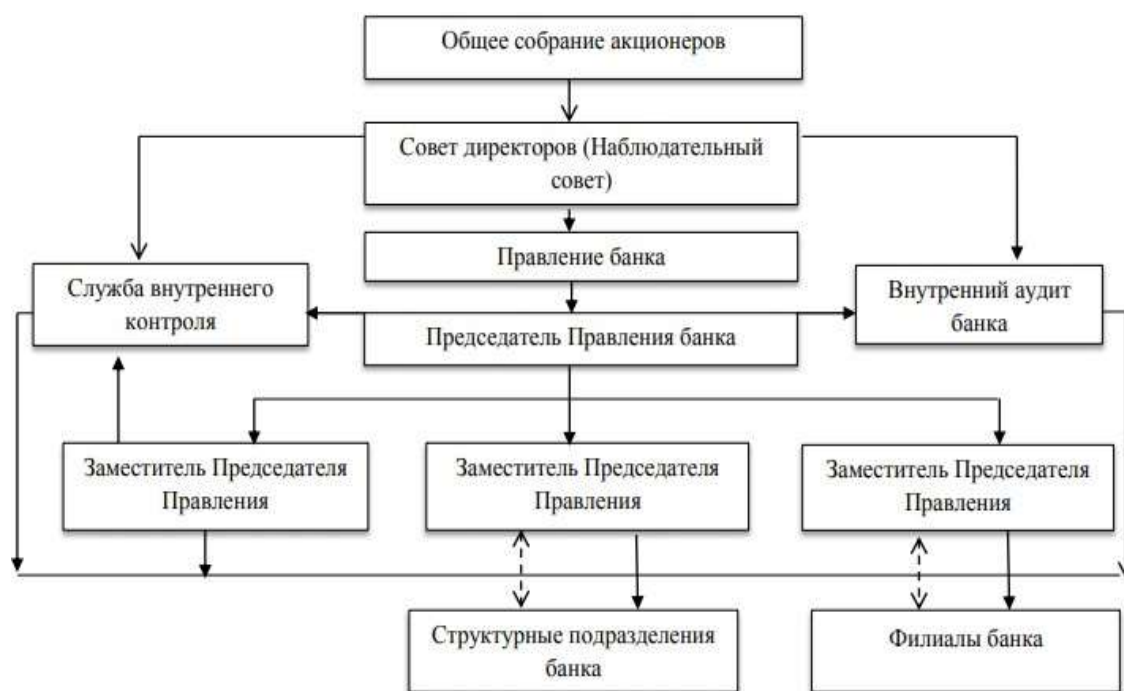 Общее собрание акционеров
Совет директоров (Наблюдательный
совет)
Правление банка
Служба внутреннего
контроля
Внутренний аудит
банка
Председатель Правления банка
Заместитель Председателя
Правления
Заместитель Председателя
Правления
Заместитель Председателя
Правления
Структурные подразделения
банка
Филиалы банка